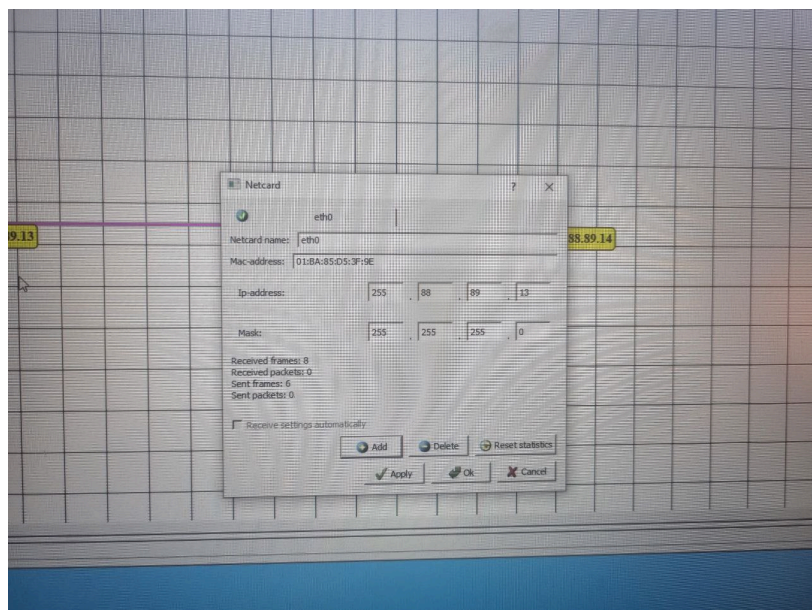 Netcard ?
eth0
9.13
88.89.14
Netcard name: eth0
Mac-address: 01:BA:85:D5:3F:9E
Ip-address: 255 . 88 . 89 . 13
Mask: 255 . 255 . 255 . 0
Received frames: 8
Received packets: 0
Sent frames: 6
Sent packets: 0
Receive settings automatically
Add Delete Reset statistics
Apply Ok Cancel